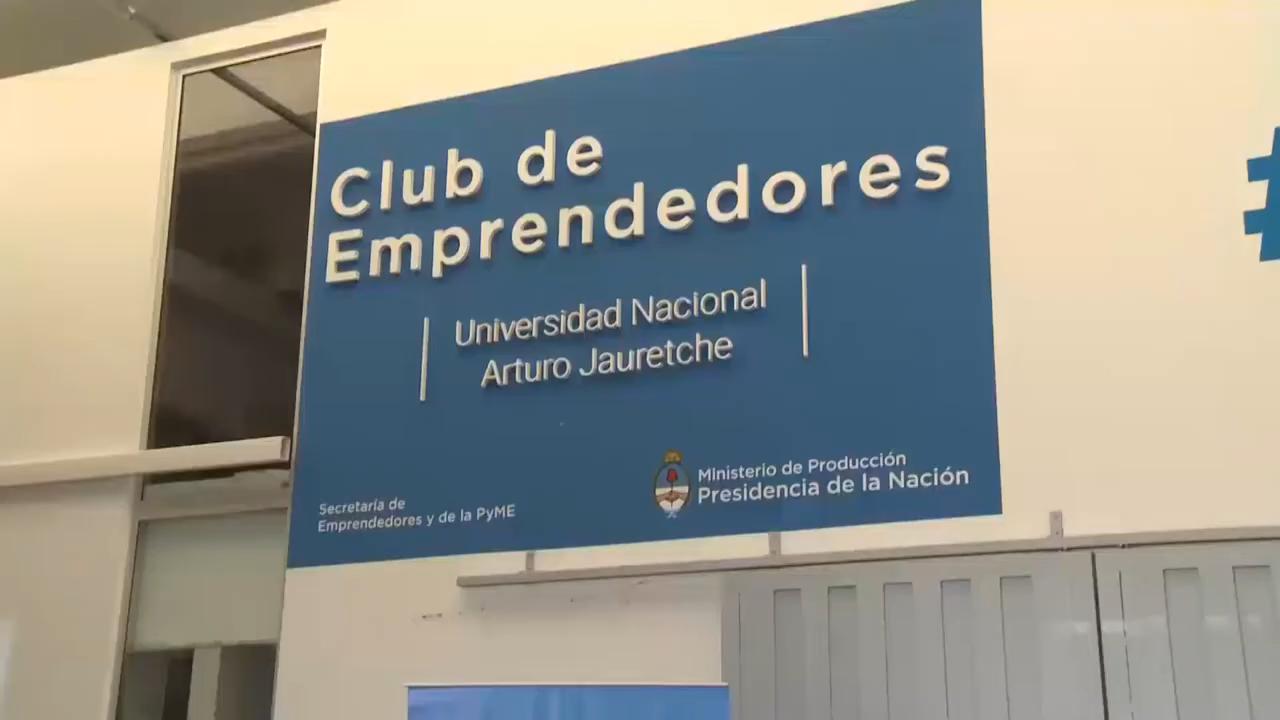 Club de
Emprendedores
Universidad Nacional
Arturo Jauretche
Secretaría de
Emprendedores y de la PyME
Ministerio de Producción
Presidencia de la Nación
#